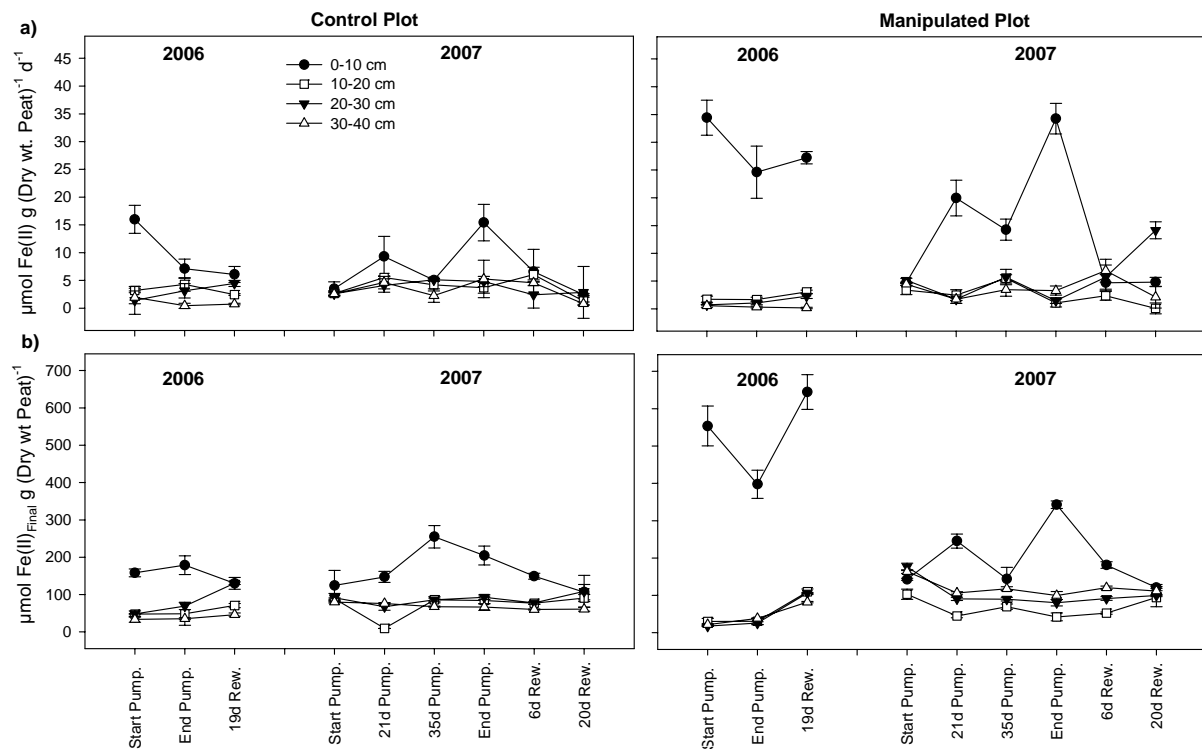 a)
Control Plot
Manipulated Plot
2006
2007
2006
2007
0-10 cm
10-20 cm
20-30 cm
30-40 cm
µmol Fe(II) g (Dry wt. Peat)⁻¹ d⁻¹
45
40
35
30
25
20
15
10
5
0
b)
2006
2007
2006
2007
µmol Fe(II)Final g (Dry wt Peat)⁻¹
700
600
500
400
300
200
100
0
Start Pump.
End Pump.
19d Rew.
Start Pump.
21d Pump.
35d Pump.
End Pump.
6d Rew.
20d Rew.
Start Pump.
End Pump.
19d Rew.
Start Pump.
21d Pump.
35d Pump.
End Pump.
6d Rew.
20d Rew.